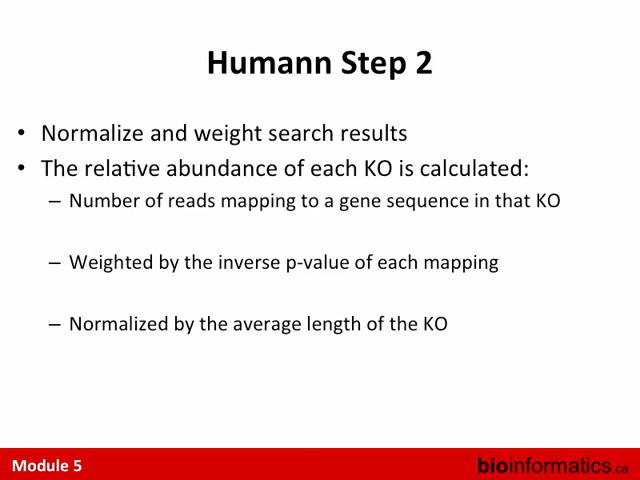 Humann Step 2
• Normalize and weight search results
• The relative abundance of each KO is calculated:
– Number of reads mapping to a gene sequence in that KO
– Weighted by the inverse p-value of each mapping
– Normalized by the average length of the KO
Module 5
bioinformatics.ca